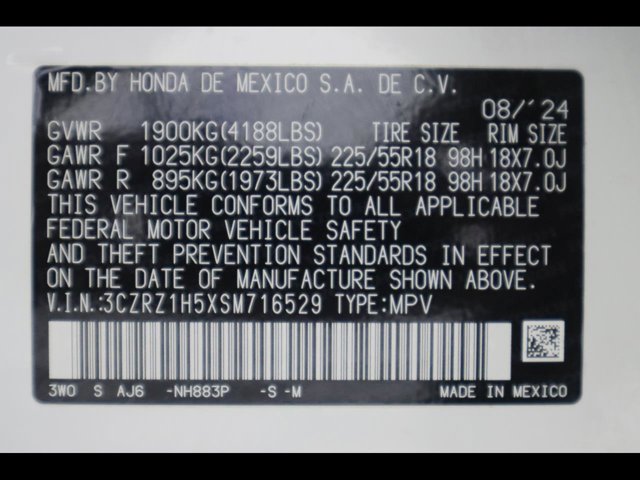 MFD.BY HONDA DE MEXICO S.A. DE C.V.
08/'24
GVWR 1900KG(4188LBS) TIRE SIZE RIM SIZE
GAWR F 1025KG(2259LBS) 225/55R18 98H 18X7.0J
GAWR R 895KG(1973LBS) 225/55R18 98H 18X7.0J
THIS VEHICLE CONFORMS TO ALL APPLICABLE
FEDERAL MOTOR VEHICLE SAFETY
AND THEFT PREVENTION STANDARDS IN EFFECT
ON THE DATE OF MANUFACTURE SHOWN ABOVE.
V.I.N.:3CZRZ1H5XSM716529 TYPE:MPV
3W0 S AJ6 -NH883P -S -M MADE IN MEXICO